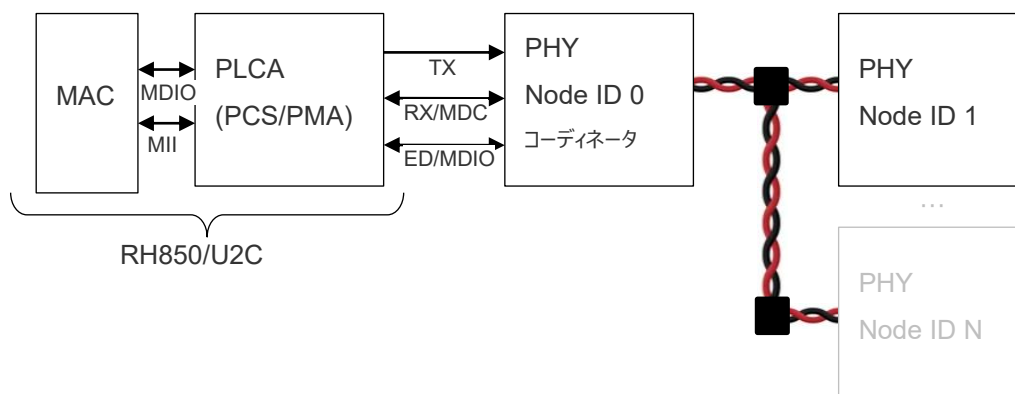 MAC
MDIO
MII
PLCA
(PCS/PMA)
TX
RX/MDC
ED/MDIO
PHY
Node ID 0
コーディネータ
PHY
Node ID 1
...
PHY
Node ID N
RH850/U2C